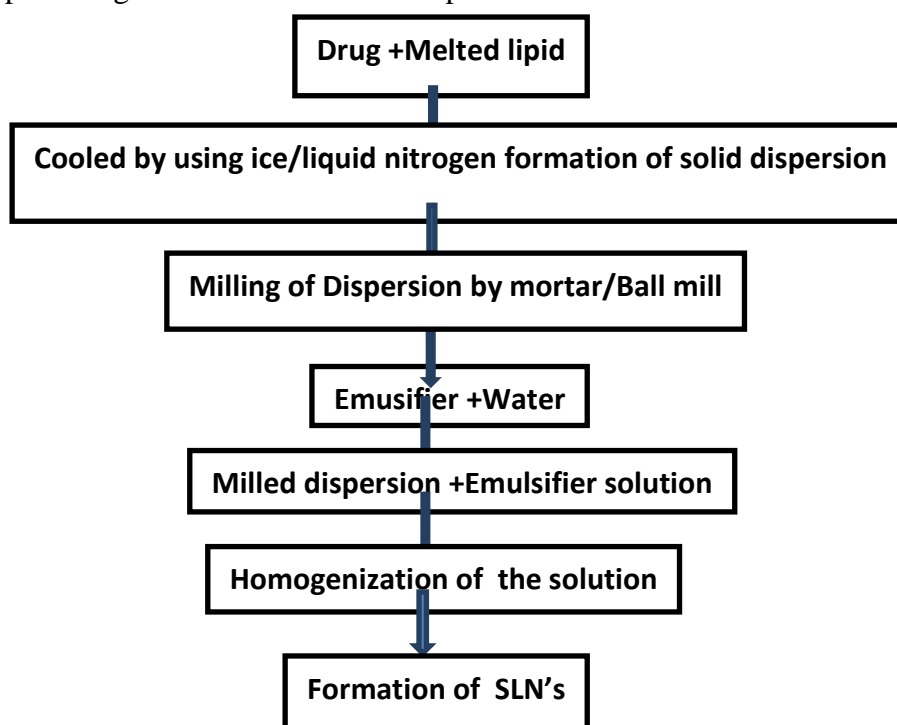 Drug +Melted lipid
Cooled by using ice/liquid nitrogen formation of solid dispersion
Milling of Dispersion by mortar/Ball mill
Emusifier +Water
Milled dispersion +Emulsifier solution
Homogenization of the solution
Formation of SLN’s